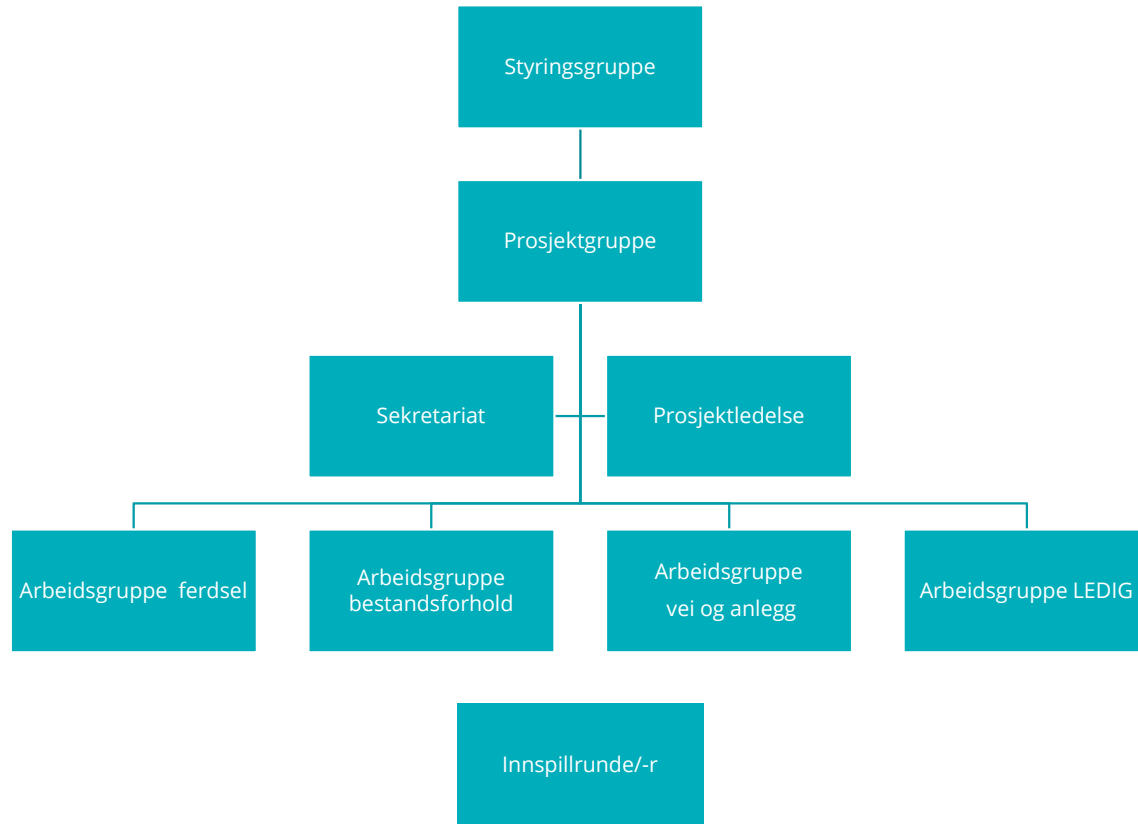 Styringsgruppe
Prosjektgruppe
Sekretariat
Prosjektledelse
Arbeidsgruppe ferdsel
Arbeidsgruppe
bestandsforhold
Arbeidsgruppe
vei og anlegg
Arbeidsgruppe LEDIG
Innspillrunde/-r